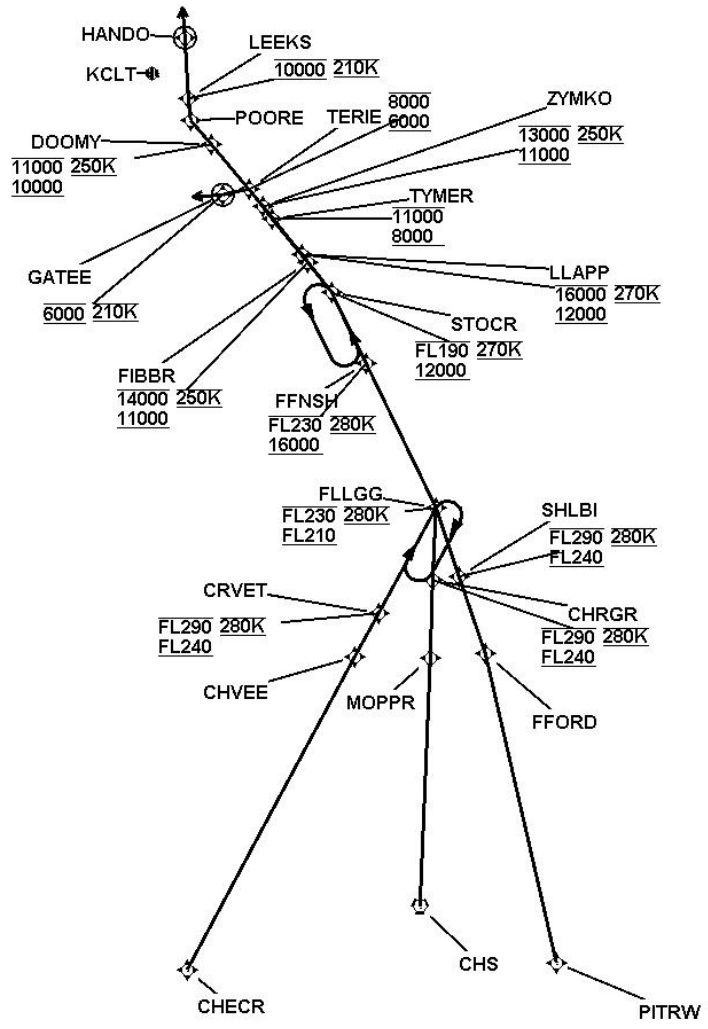 HANDO
LEEKS
10000 210K
KCLT
POORE
TERIE
8000
6000
ZYMKO
13000 250K
11000
DOOMY
11000 250K
10000
TYMER
11000
8000
GATEE
6000 210K
LLAPP
16000 270K
12000
STOCR
FL190 270K
12000
FIBBR
14000 250K
11000
FFNSH
FL230 280K
16000
FLLGG
FL230 280K
FL210
SHLBI
FL290 280K
FL240
CRVET
FL290 280K
FL240
CHRGR
FL290 280K
FL240
CHVEE
MOPPR
FFORD
CHS
CHECR
PITRW